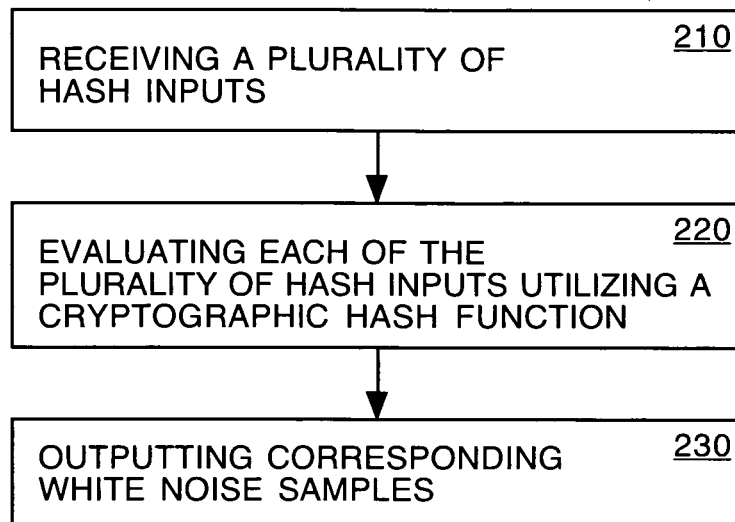 210
RECEIVING A PLURALITY OF
HASH INPUTS
220
EVALUATING EACH OF THE
PLURALITY OF HASH INPUTS UTILIZING A
CRYPTOGRAPHIC HASH FUNCTION
230
OUTPUTTING CORRESPONDING
WHITE NOISE SAMPLES